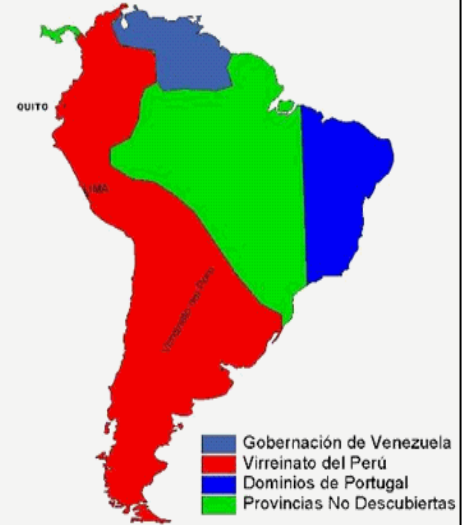 QUITO
LIMA
Virreinato del Perú
Gobernación de Venezuela
Virreinato del Perú
Dominios de Portugal
Provincias No Descubiertas